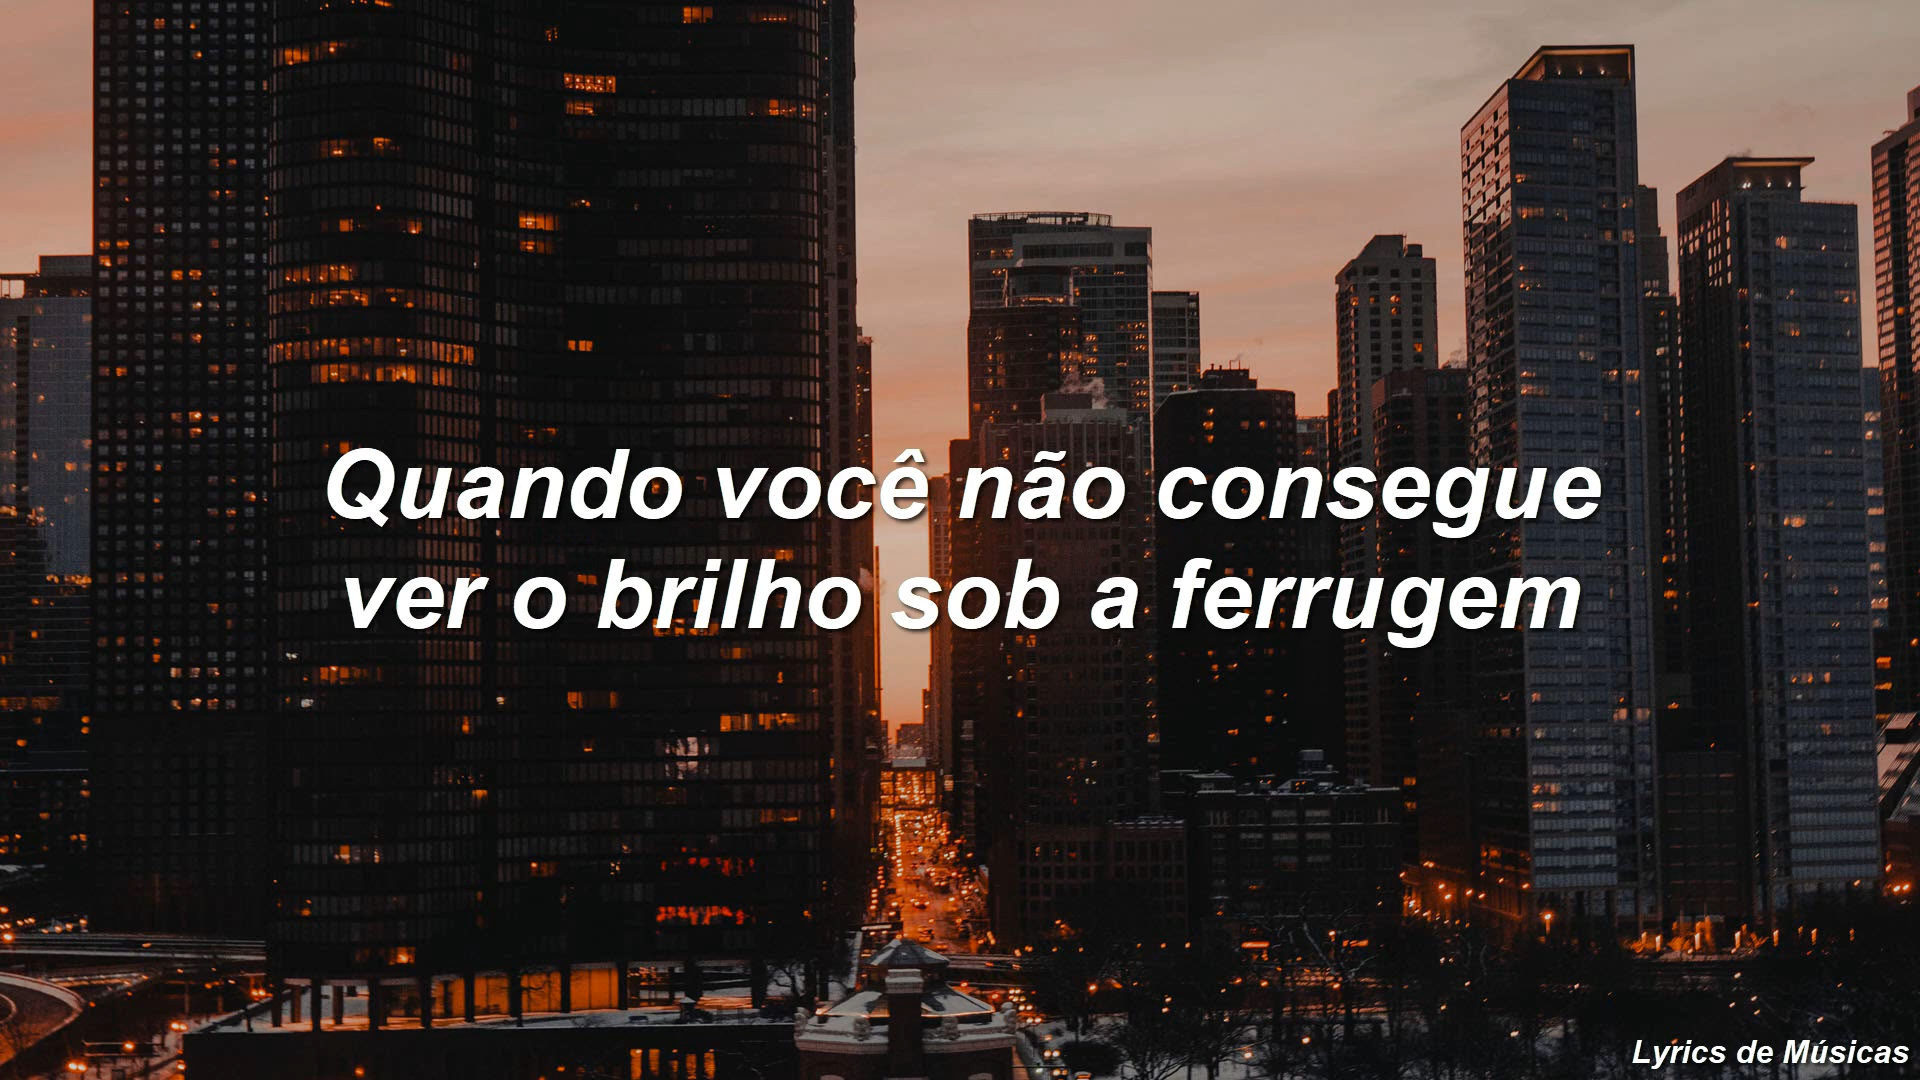 Quando você não consegue
ver o brilho sob a ferrugem
Lyrics de Músicas